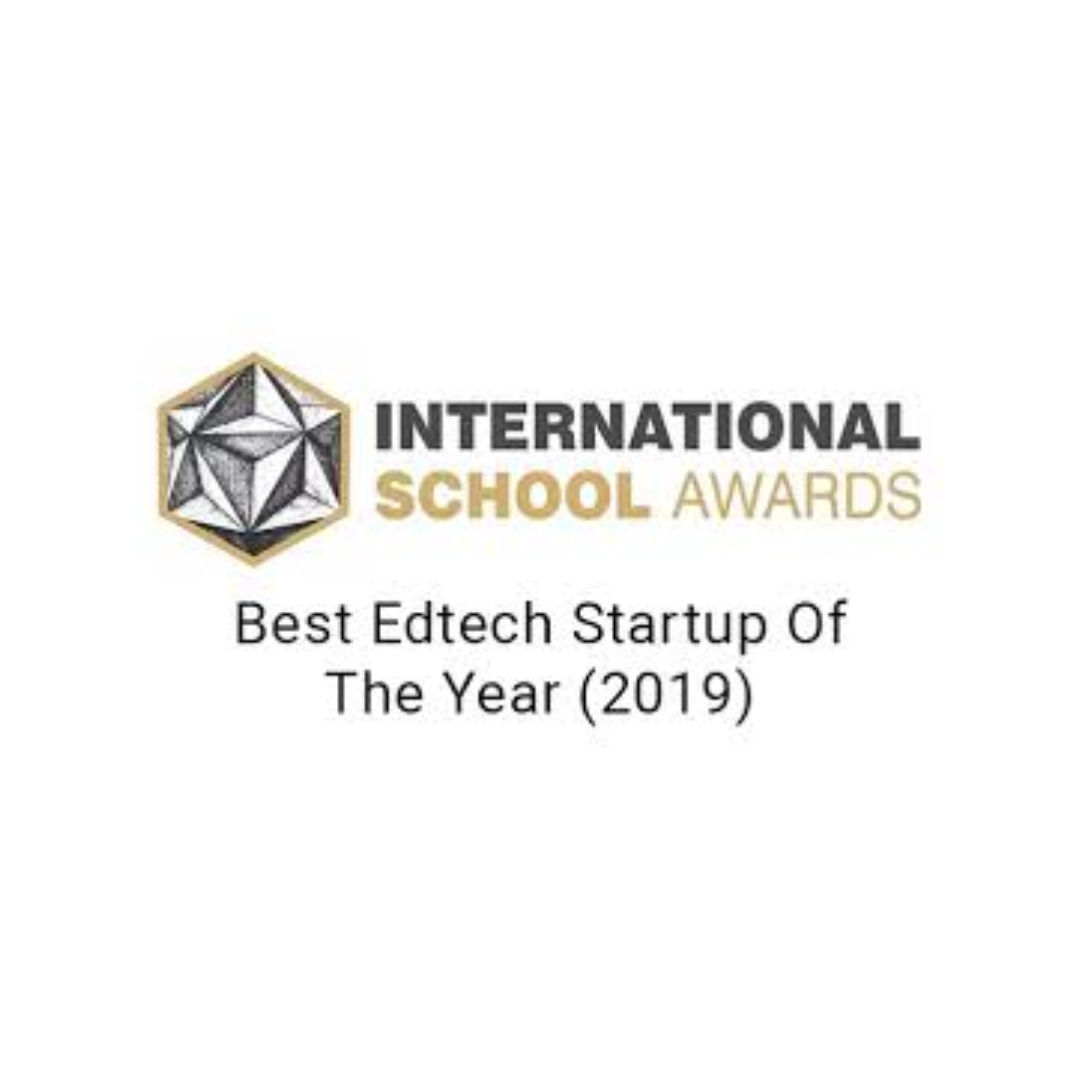 INTERNATIONAL
SCHOOL AWARDS
Best Edtech Startup Of
The Year (2019)